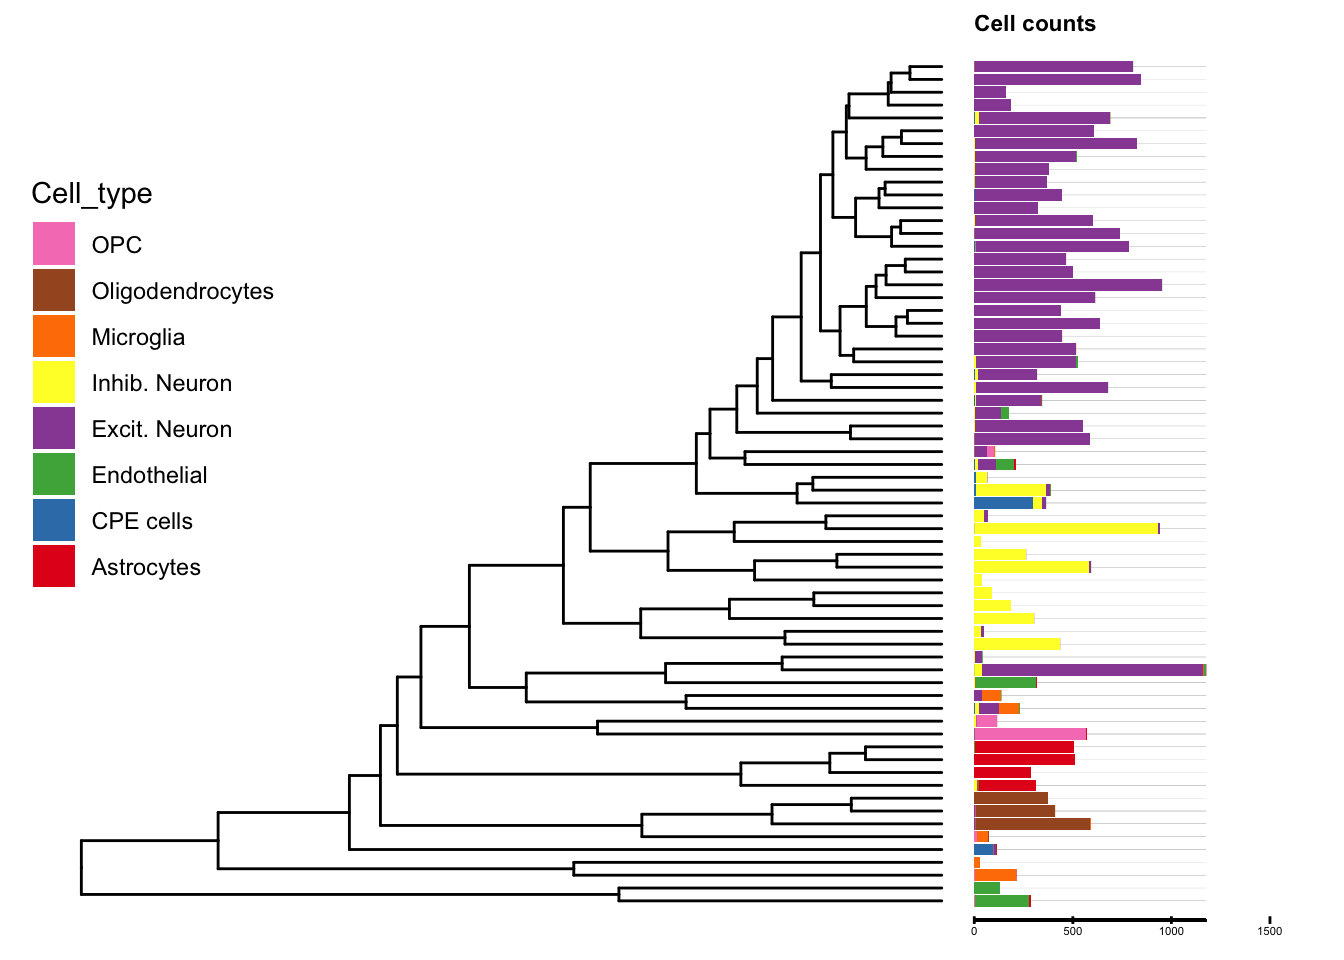 Cell counts
Cell_type
OPC
Oligodendrocytes
Microglia
Inhib. Neuron
Excit. Neuron
Endothelial
CPE cells
Astrocytes
0 500 1000 1500